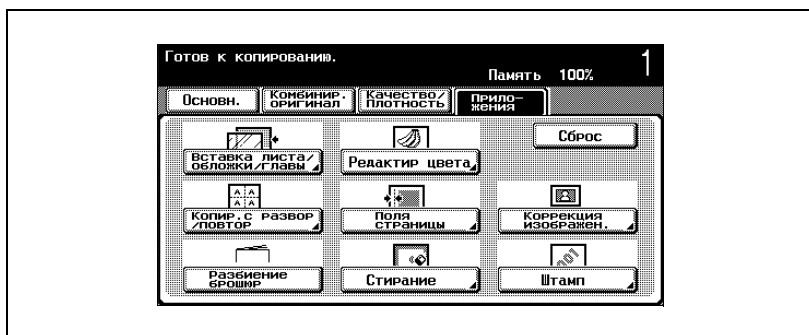 Готов к копированию.
1
Память 100%
Основн.
Комбинир.
оригинал
Качество/
Плотность
Прило-
жения
Сброс
Вставка листа/
обложки/главы
Редактир цвета
Копир.с развор
/повтор
Поля
страницы
Коррекция
изображен.
Разбиение
брошюр
Стирание
Штамп